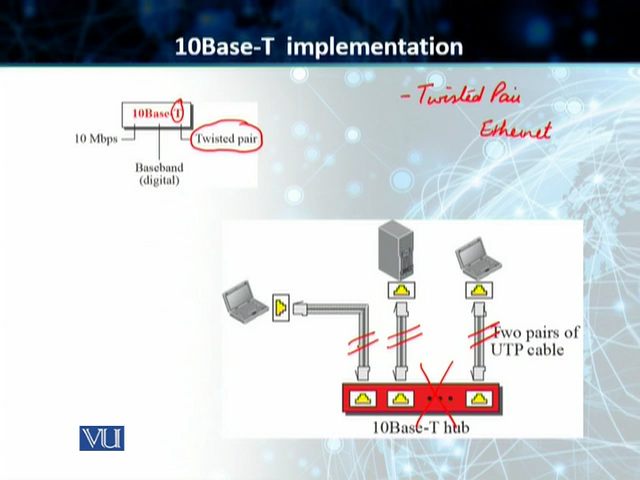 10Base-T implementation
- Twisted Pair
Ethernet
10Base-T
10 Mbps
Twisted pair
Baseband
(digital)
Two pairs of
UTP cable
10Base-T hub
VU